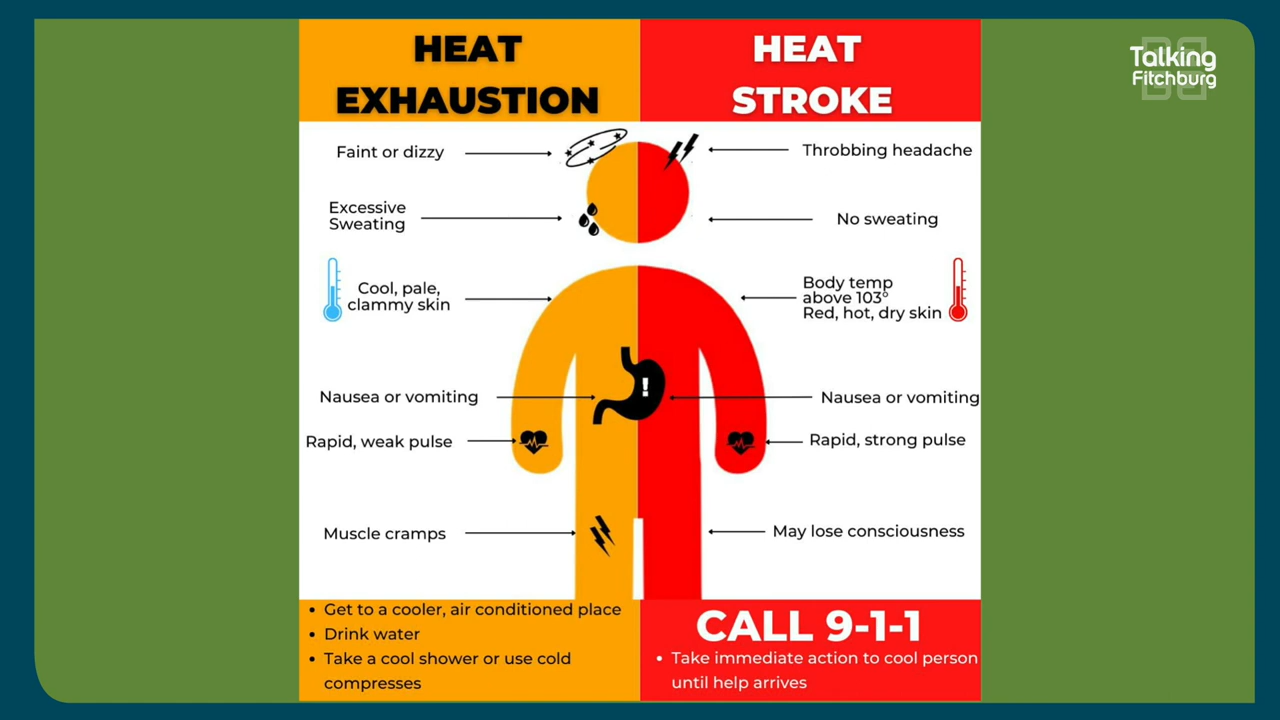 HEAT
EXHAUSTION
HEAT
STROKE
Talking
Fitchburg
Faint or dizzy
Throbbing headache
Excessive
Sweating
No sweating
Cool, pale,
clammy skin
Body temp
above 103°
Red, hot, dry skin
!
Nausea or vomiting
Nausea or vomiting
Rapid, weak pulse
Rapid, strong pulse
Muscle cramps
May lose consciousness
• Get to a cooler, air conditioned place
• Drink water
• Take a cool shower or use cold
compresses
CALL 9-1-1
• Take immediate action to cool person
until help arrives